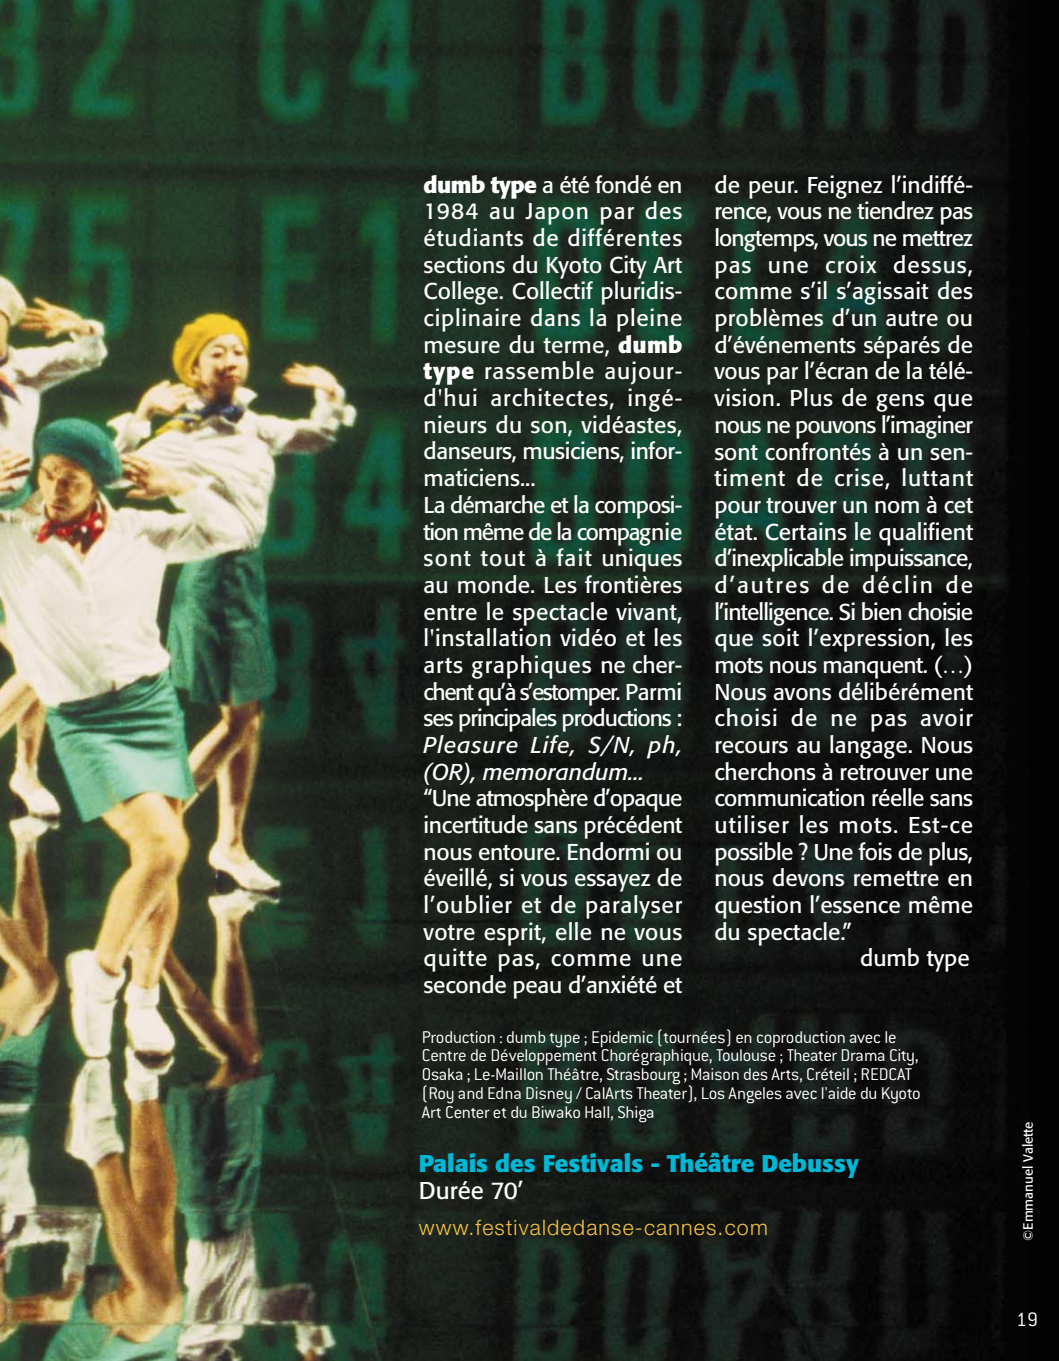 32 C4 BOARD
75 E1
84
dumb type a été fondé en
1984 au Japon par des
étudiants de différentes
sections du Kyoto City Art
College. Collectif pluridis-
ciplinaire dans la pleine
mesure du terme, dumb
type rassemble aujour-
d'hui architectes, ingé-
nieurs du son, vidéastes,
danseurs, musiciens, infor-
maticiens...
La démarche et la composi-
tion même de la compagnie
sont tout à fait uniques
au monde. Les frontières
entre le spectacle vivant,
l'installation vidéo et les
arts graphiques ne cher-
chent qu’à s’estomper. Parmi
ses principales productions :
Pleasure Life, S/N, ph,
(OR), memorandum...
“Une atmosphère d’opaque
incertitude sans précédent
nous entoure. Endormi ou
éveillé, si vous essayez de
l’oublier et de paralyser
votre esprit, elle ne vous
quitte pas, comme une
seconde peau d’anxiété et
de peur. Feignez l’indiffé-
rence, vous ne tiendrez pas
longtemps, vous ne mettrez
pas une croix dessus,
comme s’il s’agissait des
problèmes d’un autre ou
d’événements séparés de
vous par l’écran de la télé-
vision. Plus de gens que
nous ne pouvons l’imaginer
sont confrontés à un sen-
timent de crise, luttant
pour trouver un nom à cet
état. Certains le qualifient
d’inexplicable impuissance,
d’autres de déclin de
l’intelligence. Si bien choisie
que soit l’expression, les
mots nous manquent. (...)
Nous avons délibérément
choisi de ne pas avoir
recours au langage. Nous
cherchons à retrouver une
communication réelle sans
utiliser les mots. Est-ce
possible ? Une fois de plus,
nous devons remettre en
question l’essence même
du spectacle.”
dumb type
Production : dumb type ; Epidemic (tournées) en coproduction avec le
Centre de Développement Chorégraphique, Toulouse ; Theater Drama City,
Osaka ; Le-Maillon Théâtre, Strasbourg ; Maison des Arts, Créteil ; REDCAT
(Roy and Edna Disney / CalArts Theater), Los Angeles avec l'aide du Kyoto
Art Center et du Biwako Hall, Shiga
Palais des Festivals - Théâtre Debussy
Durée 70’
www.festivaldedanse-cannes.com
©Emmanuel Valette
19